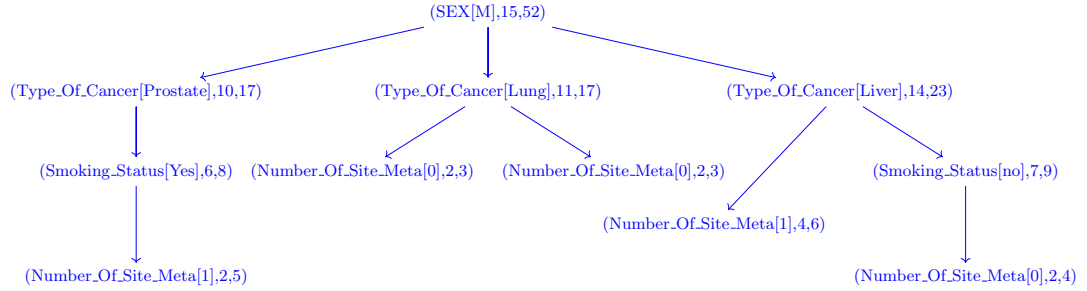 (SEX[M],15,52)
(Type_Of_Cancer[Prostate],10,17)
(Type_Of_Cancer[Lung],11,17)
(Type_Of_Cancer[Liver],14,23)
(Smoking_Status[Yes],6,8)
(Number_Of_Site_Meta[0],2,3)
(Number_Of_Site_Meta[0],2,3)
(Smoking_Status[no],7,9)
(Number_Of_Site_Meta[1],4,6)
(Number_Of_Site_Meta[1],2,5)
(Number_Of_Site_Meta[0],2,4)